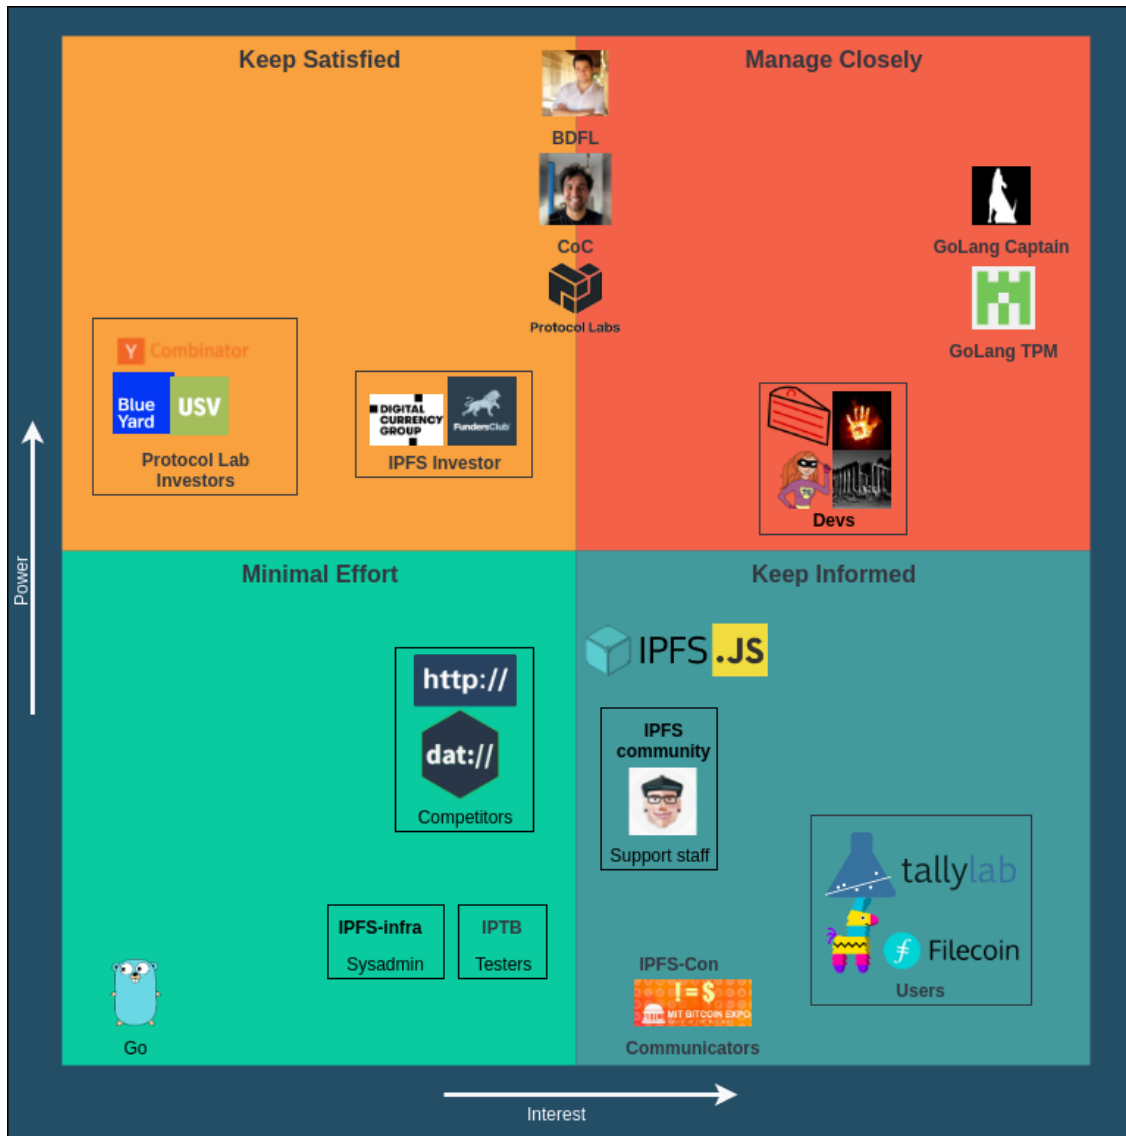 Keep Satisfied
Manage Closely
BDFL
CoC
Protocol Labs
GoLang Captain
GoLang TPM
Y Combinator
Blue
Yard
USV
Protocol Lab
Investors
DIGITAL
CURRENCY
GROUP
FundersClub
IPFS Investor
Devs
Power
Minimal Effort
Keep Informed
http://
dat://
Competitors
IPFS .JS
IPFS
community
Support staff
tallylab
Filecoin
Users
IPFS-infra
Sysadmin
IPTB
Testers
Go
IPFS-Con
!=$
MIT BITCOIN EXPO
Communicators
Interest